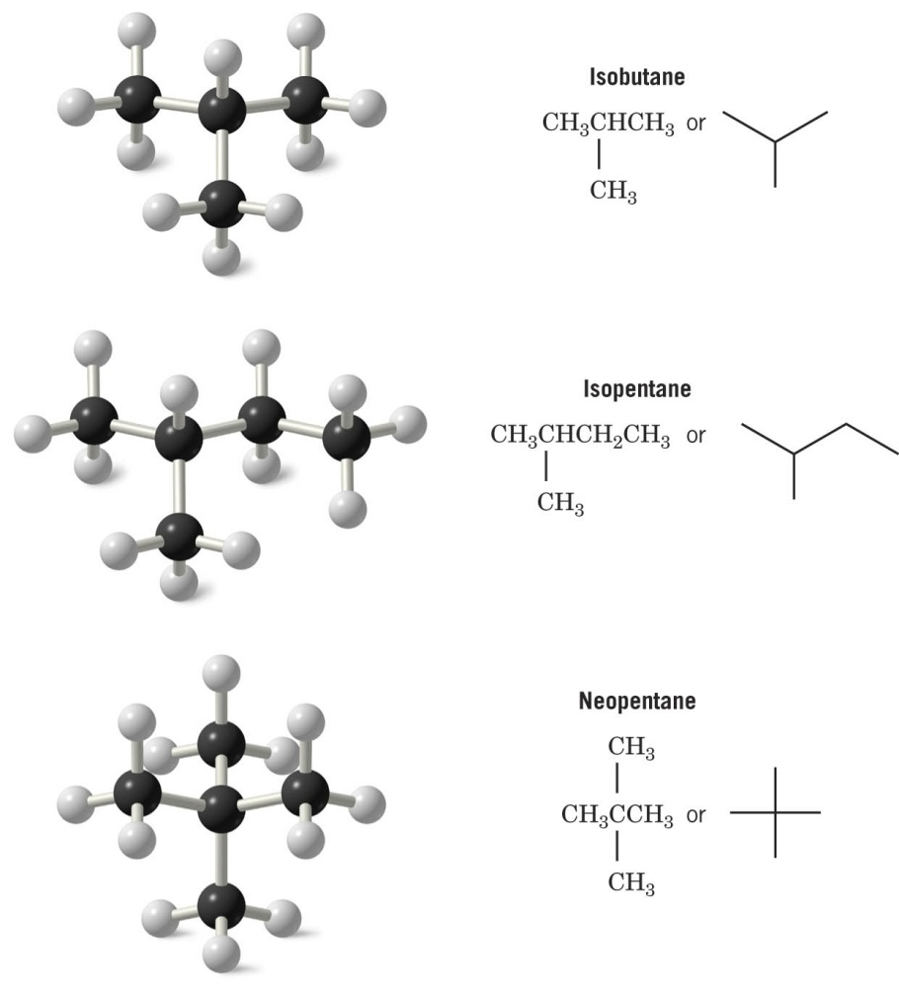 Isobutane
CH₃CHCH₃ or
CH₃
Isopentane
CH₃CHCH₂CH₃ or
CH₃
Neopentane
CH₃
CH₃CCH₃ or
CH₃